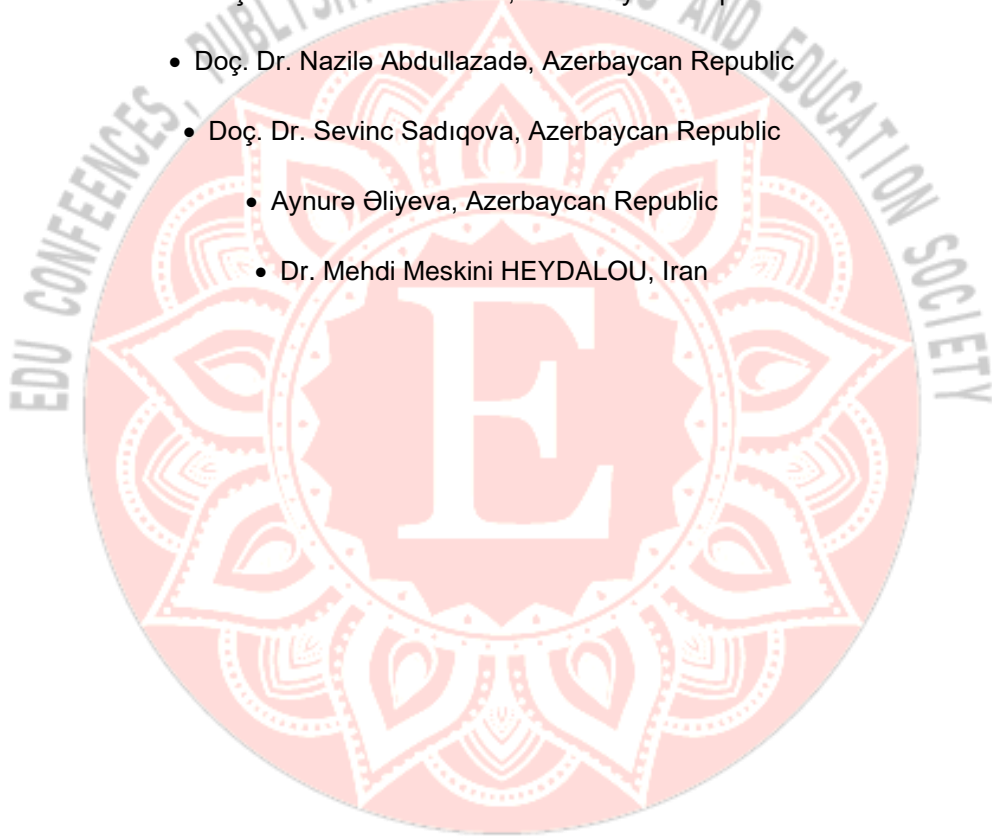 • Doç. Dr. Nazilə Abdullazadə, Azerbaycan Republic
• Doç. Dr. Sevinc Sadıqova, Azerbaycan Republic
• Aynurə Əliyeva, Azerbaycan Republic
• Dr. Mehdi Meskini HEYDALOU, Iran
EDU CONFEENCES, AND EDUCATION SOCIETY
E